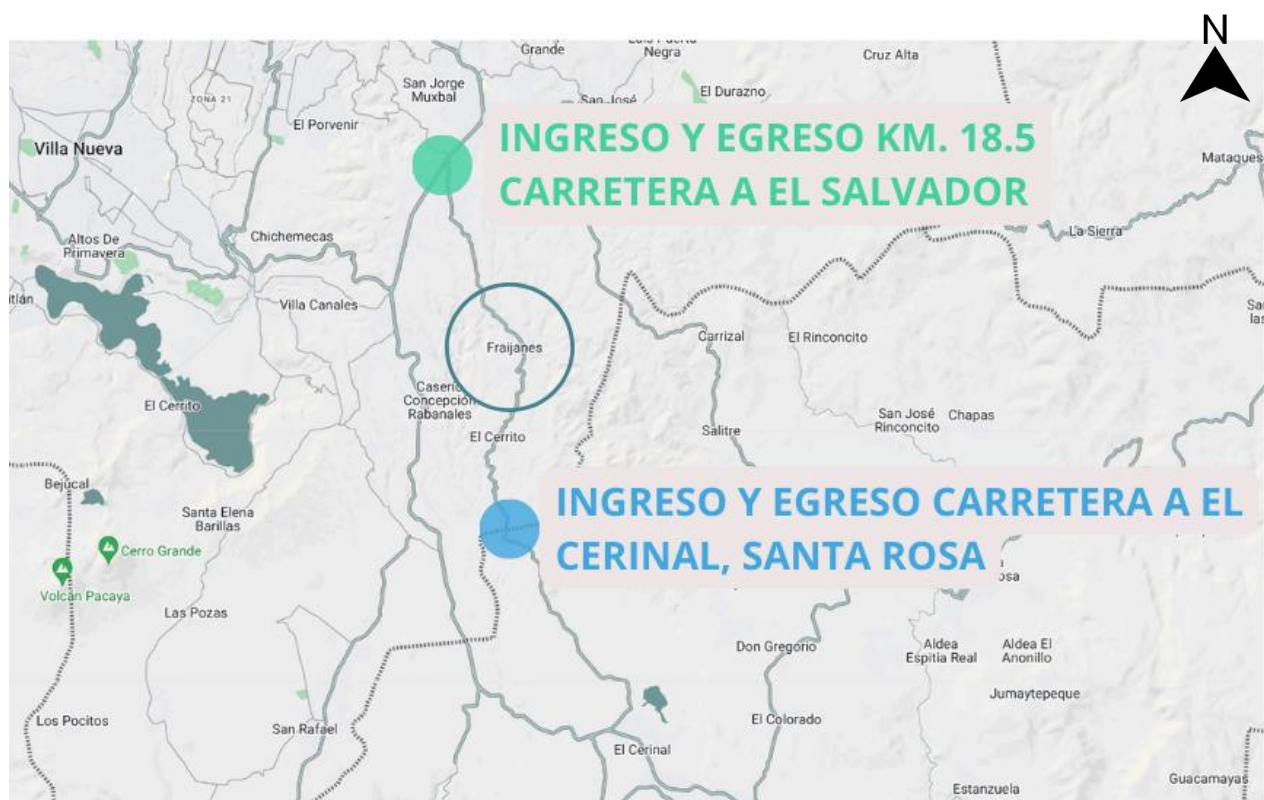 N
Grande
Negra
Cruz Alta
San Jorge
Muxbal
El Durazno
San José
ZONA 21
El Porvenir
INGRESO Y EGRESO KM. 18.5
CARRETERA A EL SALVADOR
Villa Nueva
Mataques
Altos De
Primavera
Chichemecas
La Sierra
Villa Canales
Carrizal
El Rinconcito
Fraijanes
Concepción
Rabanales
El Cerrito
San José
Rinconcito
Chapas
El Cerrito
Salitre
Bejúcal
INGRESO Y EGRESO CARRETERA A EL
CERINAL, SANTA ROSA
Santa Elena
Barillas
Cerro Grande
Volcán Pacaya
Las Pozas
Don Gregorio
Aldea
Espitia Real
Aldea El
Anonillo
Jumaytepeque
Los Pocitos
San Rafael
El Colorado
El Cerinal
Guacamayas
Estanzuela